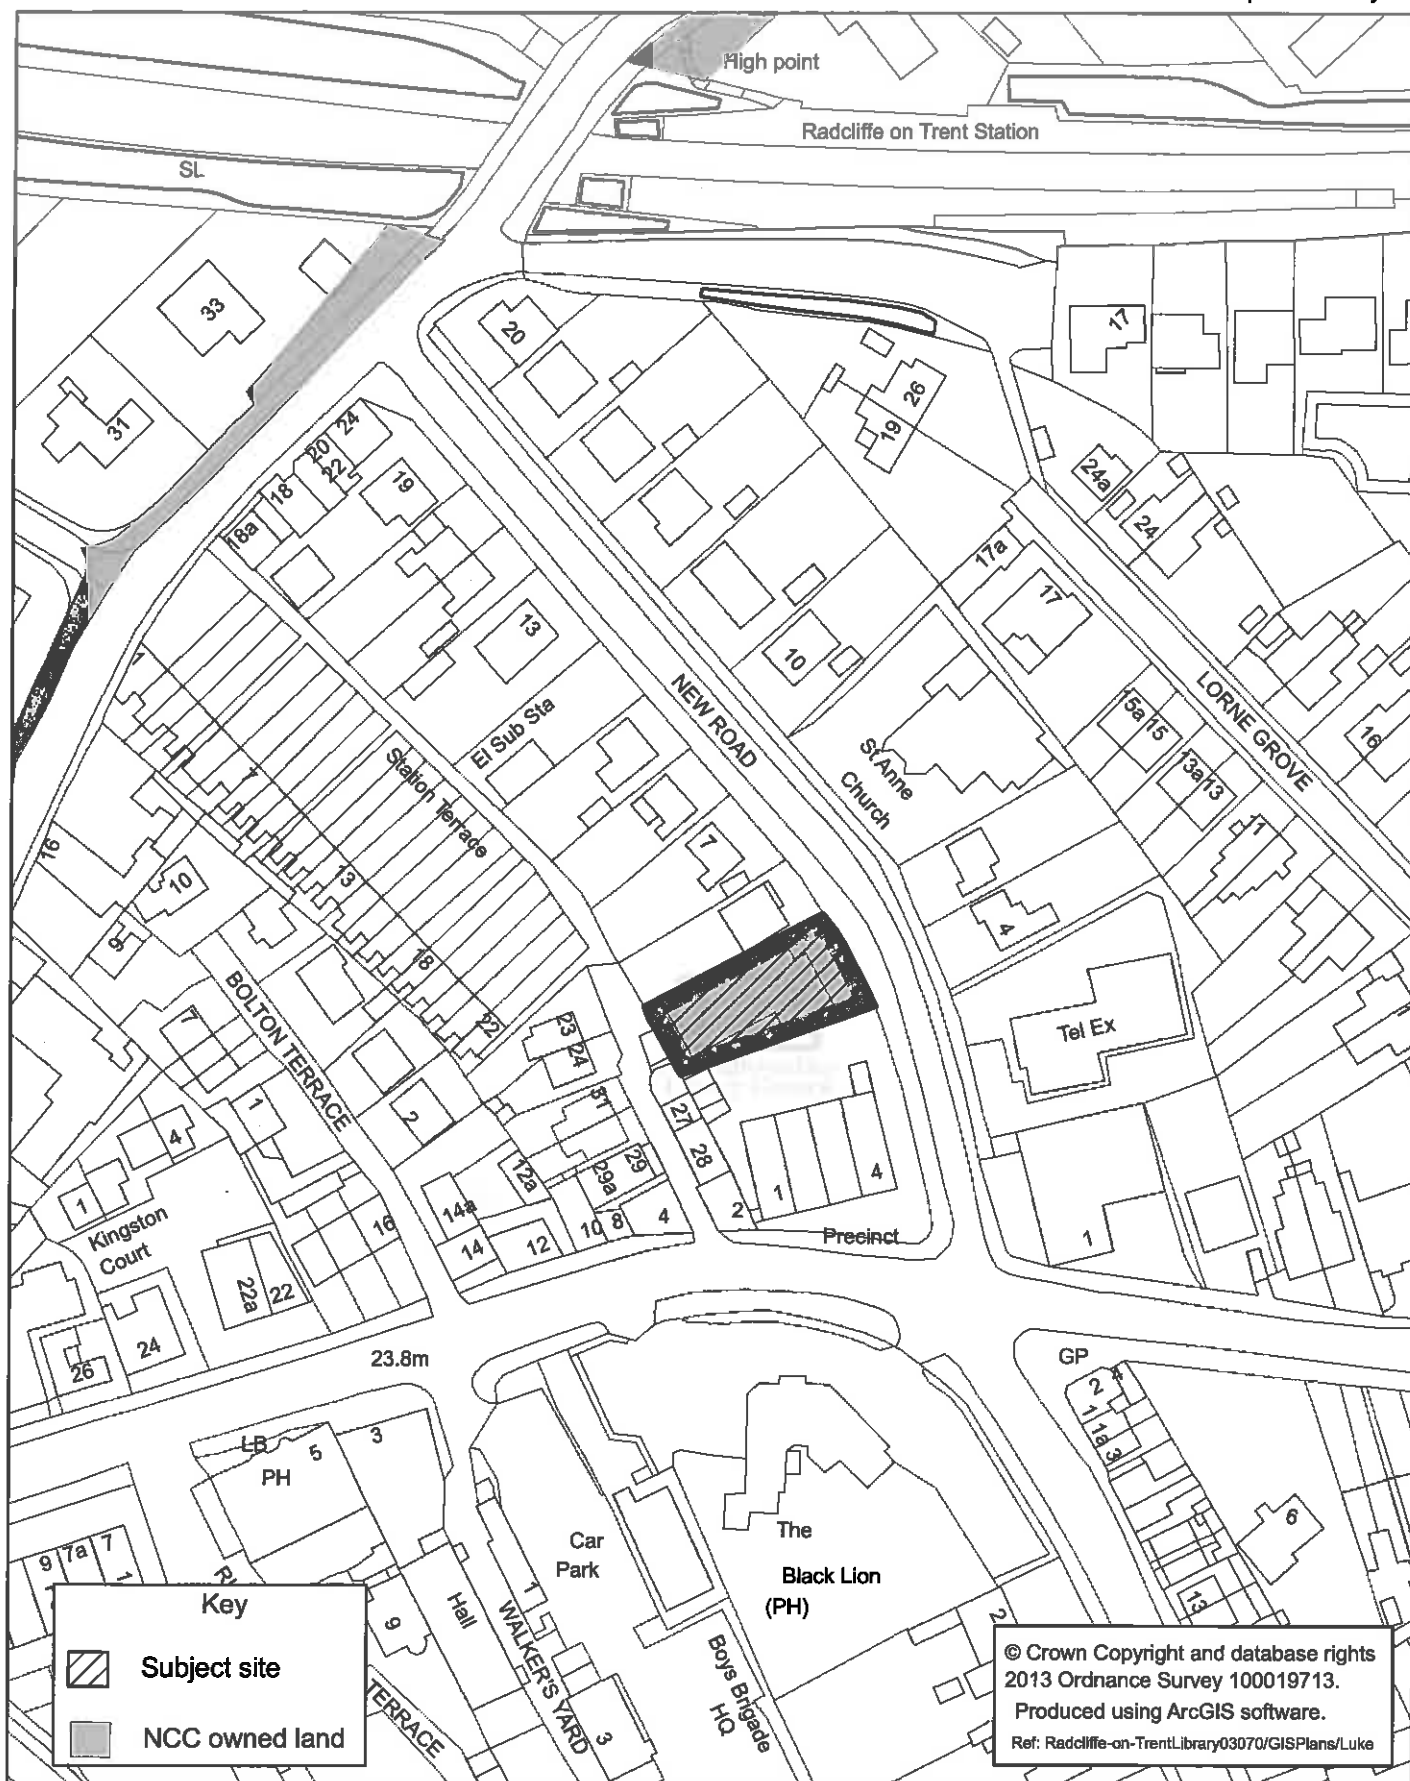 High point
Radcliffe on Trent Station
SL
33
31
20
17
26
19
24a
24
24
20
22
18
19
18a
17a
17
13
10
NEW ROAD
LORNE GROVE
El Sub Sta
St Anne
Church
15a
15
13a
13
16
11
1
7
Station Terrace
7
4
16
10
9
13
18
22
BOLTON TERRACE
23
24
Tel Ex
7
1
2
31
27
28
4
1
12a
29a
29
14a
16
10
8
4
2
1
4
Precinct
1
Kingston
Court
14
12
22a
22
24
26
23.8m
GP
2
4
1
1a
3
LB
PH
5
3
6
The
Black Lion
(PH)
Car
Park
9
7a
7
1
9
Hall
1
WALKER'S YARD
3
Boys Brigade
HQ
2
13
TERRACE
Key
Subject site
NCC owned land
© Crown Copyright and database rights
2013 Ordnance Survey 100019713.
Produced using ArcGIS software.
Ref: Radcliffe-on-TrentLibrary03070/GISPlans/Luke